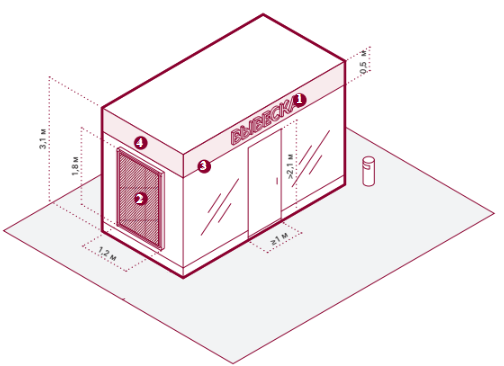 0,5 м
1
ВЫВЕСКА
4
3,1 м
3
1,8 м
>2,1 м
2
1,2 м
≥1 м